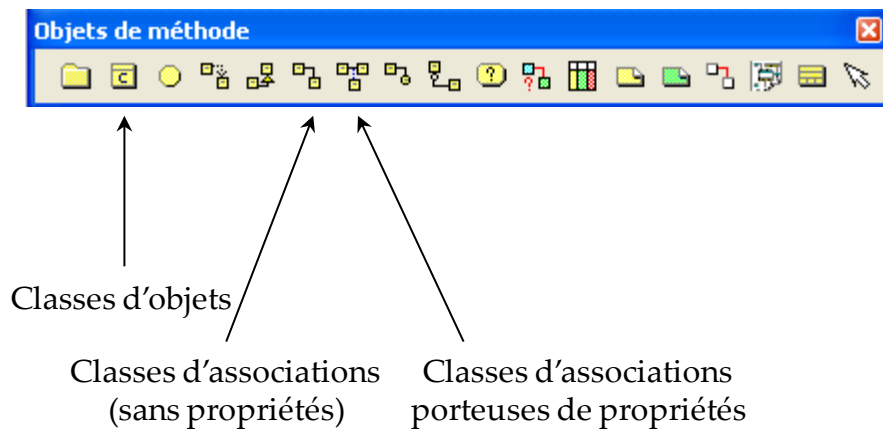 Objets de méthode
C
?
?
Classes d'objets
Classes d'associations
(sans propriétés)
Classes d'associations
porteuses de propriétés